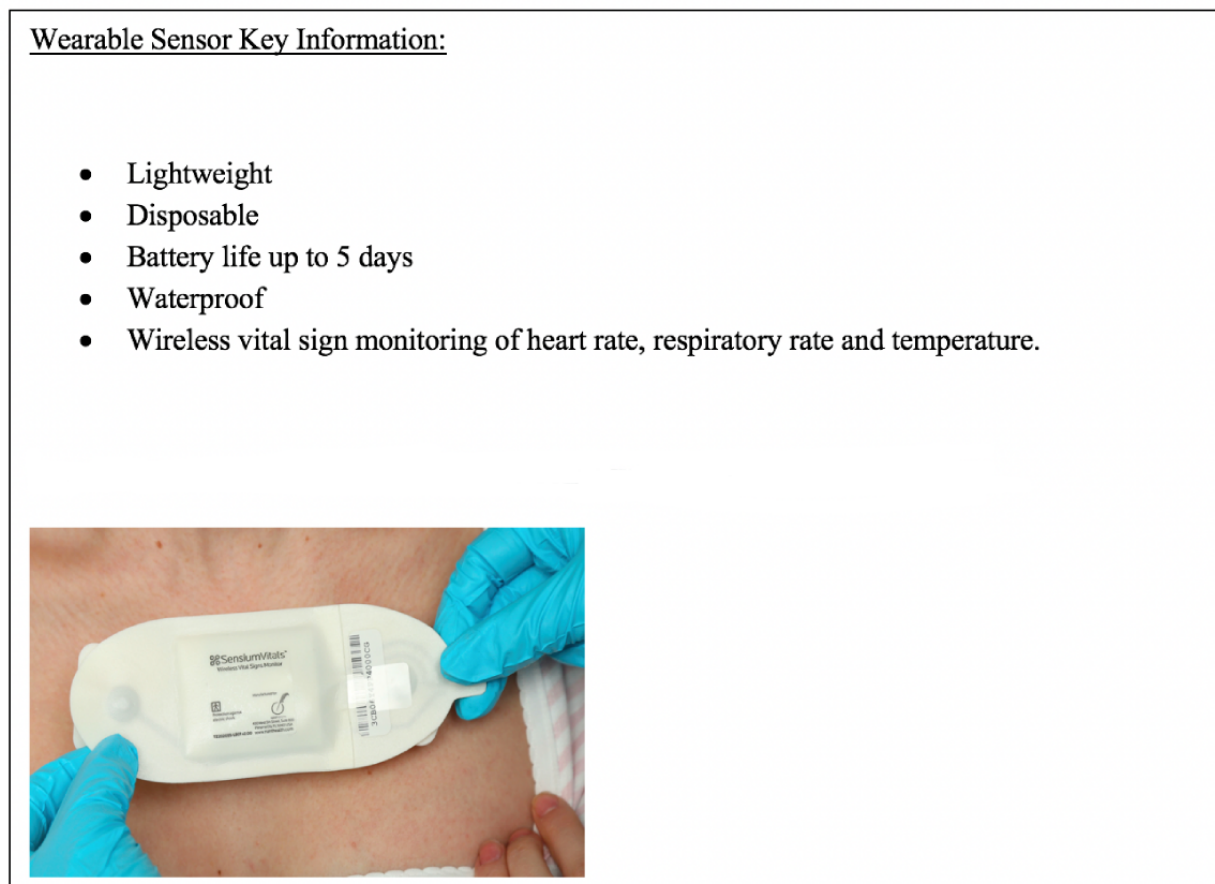 Wearable Sensor Key Information:
• Lightweight
• Disposable
• Battery life up to 5 days
• Waterproof
• Wireless vital sign monitoring of heart rate, respiratory rate and temperature.
SensiumVitals
Wireless Vital Signs Monitor